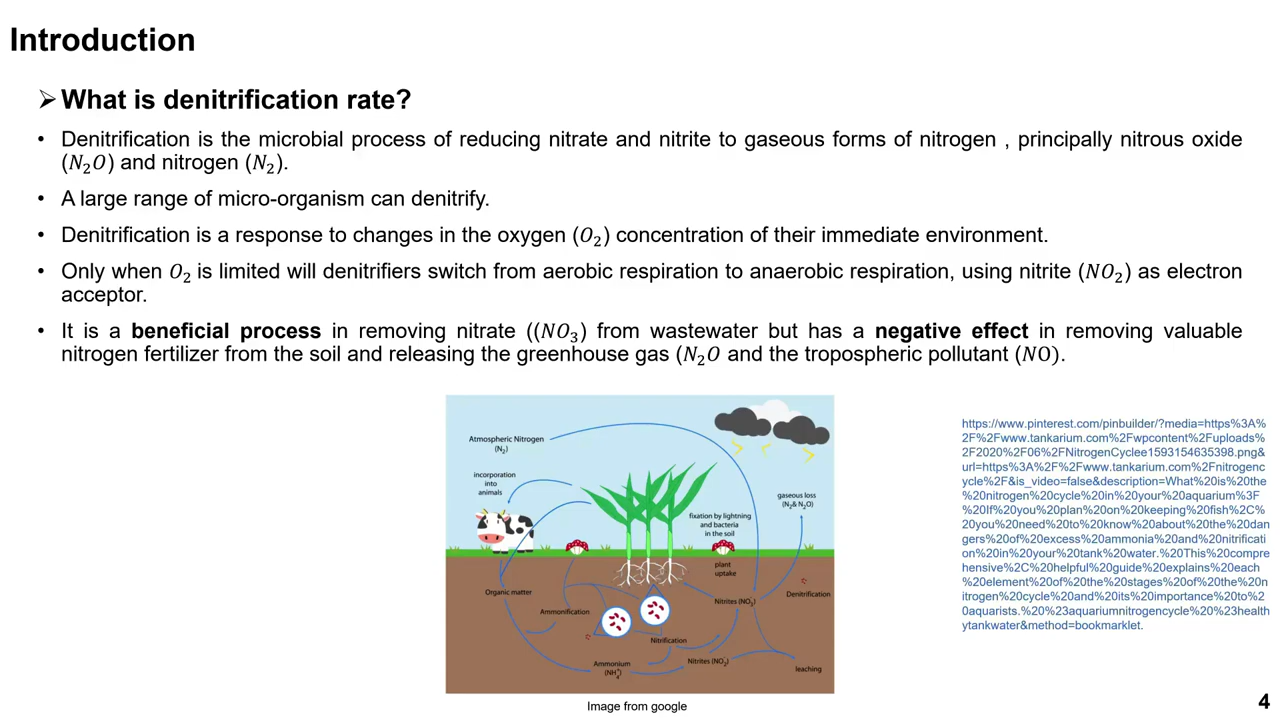 Introduction
➢ What is denitrification rate?
• Denitrification is the microbial process of reducing nitrate and nitrite to gaseous forms of nitrogen , principally nitrous oxide
(N₂O) and nitrogen (N₂).
• A large range of micro-organism can denitrify.
• Denitrification is a response to changes in the oxygen (O₂) concentration of their immediate environment.
• Only when O₂ is limited will denitrifiers switch from aerobic respiration to anaerobic respiration, using nitrite (NO₂) as electron
acceptor.
• It is a beneficial process in removing nitrate ((NO₃) from wastewater but has a negative effect in removing valuable
nitrogen fertilizer from the soil and releasing the greenhouse gas (N₂O and the tropospheric pollutant (NO).
Atmospheric Nitrogen
(N₂)
incorporation
into
animals
gaseous loss
(N₂& N₂O)
fixation by lightning
and bacteria
in the soil
plant
uptake
Organic matter
Nitrites (NO₃)
Denitrification
Ammonification
Nitrification
Ammonium
(NH₄⁺)
Nitrites (NO₂)
leaching
Image from google
https://www.pinterest.com/pinbuilder/?media=https%3A%
2F%2Fwww.tankarium.com%2Fwpcontent%2Fuploads%
2F2020%2F06%2FNitrogenCyclee1593154635398.png&
url=https%3A%2F%2Fwww.tankarium.com%2Fnitrogenc
ycle%2F&is_video=false&description=What%20is%20the
%20nitrogen%20cycle%20in%20your%20aquarium%3F
%20If%20you%20plan%20on%20keeping%20fish%2C%
20you%20need%20to%20know%20about%20the%20dan
gers%20of%20excess%20ammonia%20and%20nitrificati
on%20in%20your%20tank%20water.%20This%20compre
hensive%2C%20helpful%20guide%20explains%20each
%20element%20of%20the%20stages%20of%20the%20n
itrogen%20cycle%20and%20its%20importance%20to%2
0aquarists.%20%23aquariumnitrogencycle%20%23health
ytankwater&method=bookmarklet.
4